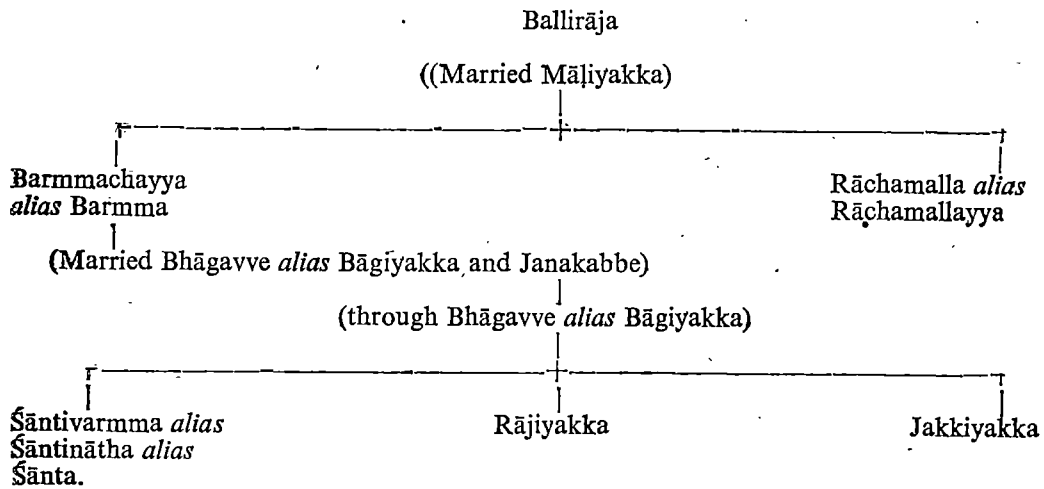 Ballirāja
((Married Māḷiyakka)
Barmmachayya
alias Barmma
Rāchamalla alias
Rāchamallayya
(Married Bhāgavve alias Bāgiyakka and Janakabbe)
(through Bhāgavve alias Bāgiyakka)
Śāntivarmma alias
Śāntinātha alias
Śānta.
Rājiyakka
Jakkiyakka